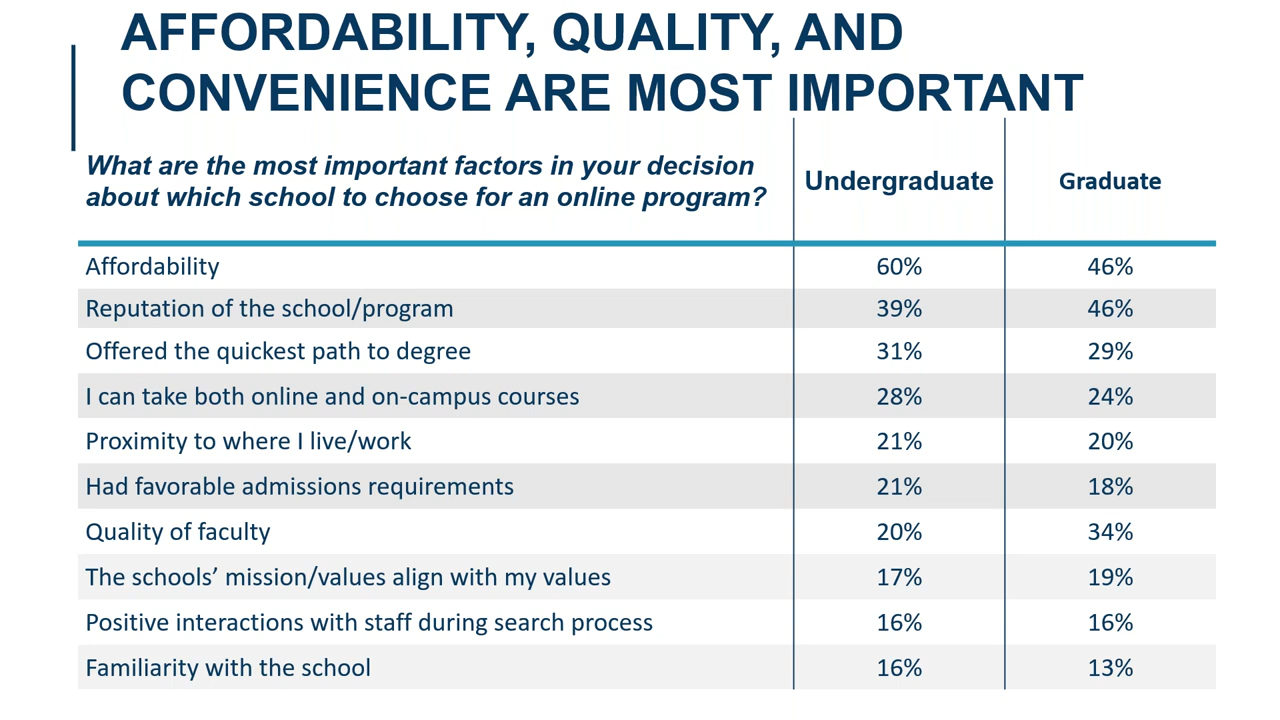 AFFORDABILITY, QUALITY, AND
CONVENIENCE ARE MOST IMPORTANT
What are the most important factors in your decision
about which school to choose for an online program?
Undergraduate
Graduate
Affordability 60% 46%
Reputation of the school/program 39% 46%
Offered the quickest path to degree 31% 29%
I can take both online and on-campus courses 28% 24%
Proximity to where I live/work 21% 20%
Had favorable admissions requirements 21% 18%
Quality of faculty 20% 34%
The schools’ mission/values align with my values 17% 19%
Positive interactions with staff during search process 16% 16%
Familiarity with the school 16% 13%